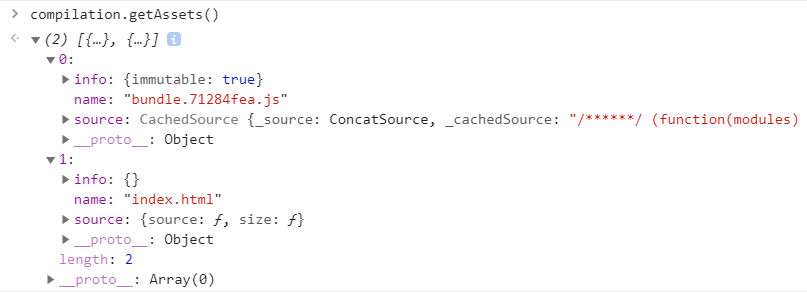 > compilation.getAssets()
(2) [{…}, {…}] i
0:
info: {immutable: true}
name: "bundle.71284fea.js"
source: CachedSource {_source: ConcatSource, _cachedSource: "/******/ (function(modules)
__proto__: Object
1:
info: {}
name: "index.html"
source: {source: ƒ, size: ƒ}
__proto__: Object
length: 2
__proto__: Array(0)